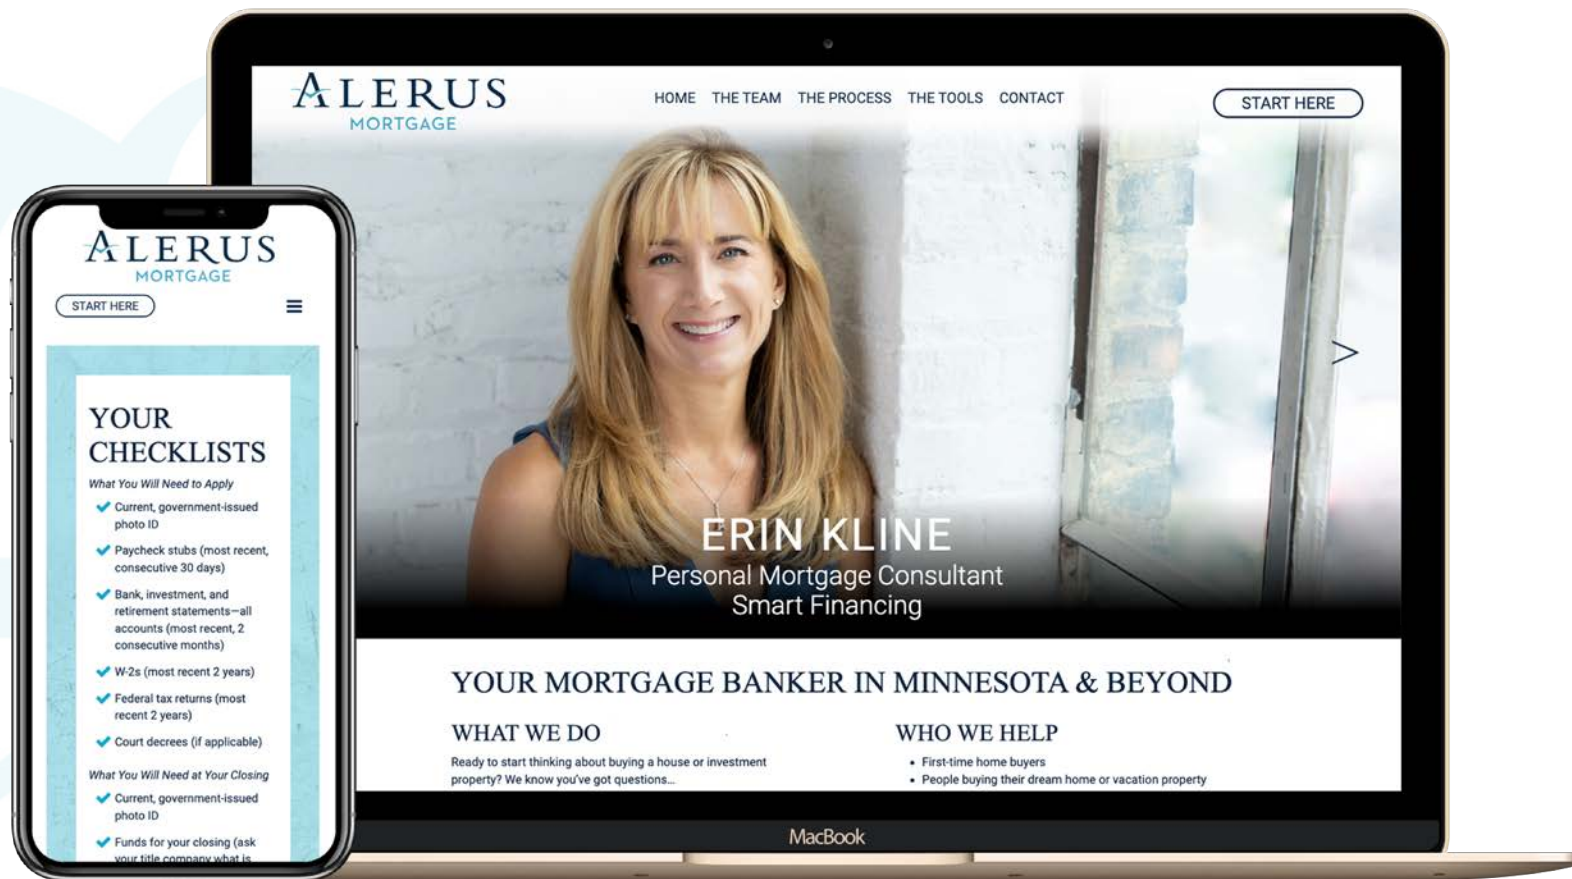 ALERUS
MORTGAGE
HOME THE TEAM THE PROCESS THE TOOLS CONTACT
START HERE
>
ERIN KLINE
Personal Mortgage Consultant
Smart Financing
YOUR MORTGAGE BANKER IN MINNESOTA & BEYOND
WHAT WE DO
Ready to start thinking about buying a house or investment
property? We know you've got questions...
WHO WE HELP
• First-time home buyers
• People buying their dream home or vacation property
MacBook
ALERUS
MORTGAGE
START HERE
YOUR
CHECKLISTS
What You Will Need to Apply
Current, government-issued
photo ID
Paycheck stubs (most recent,
consecutive 30 days)
Bank, investment, and
retirement statements—all
accounts (most recent, 2
consecutive months)
W-2s (most recent 2 years)
Federal tax returns (most
recent 2 years)
Court decrees (if applicable)
What You Will Need at Your Closing
Current, government-issued
photo ID
Funds for your closing (ask
your title company what is